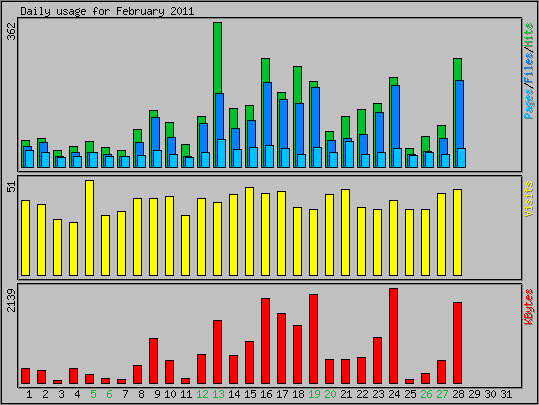 Daily usage for February 2011
362
Pages/Files/Hits
51
Visits
2139
KBytes
1 2 3 4 5 6 7 8 9 10 11 12 13 14 15 16 17 18 19 20 21 22 23 24 25 26 27 28 29 30 31